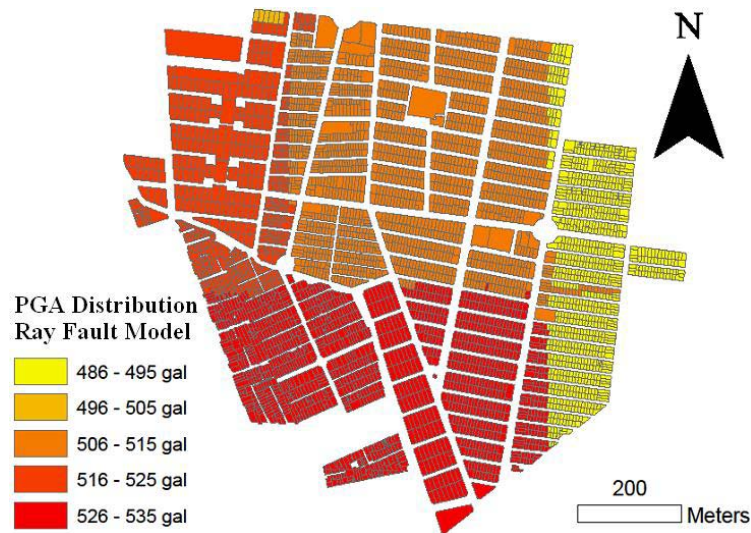 N
PGA Distribution
Ray Fault Model
486 - 495 gal
496 - 505 gal
506 - 515 gal
516 - 525 gal
526 - 535 gal
200
Meters